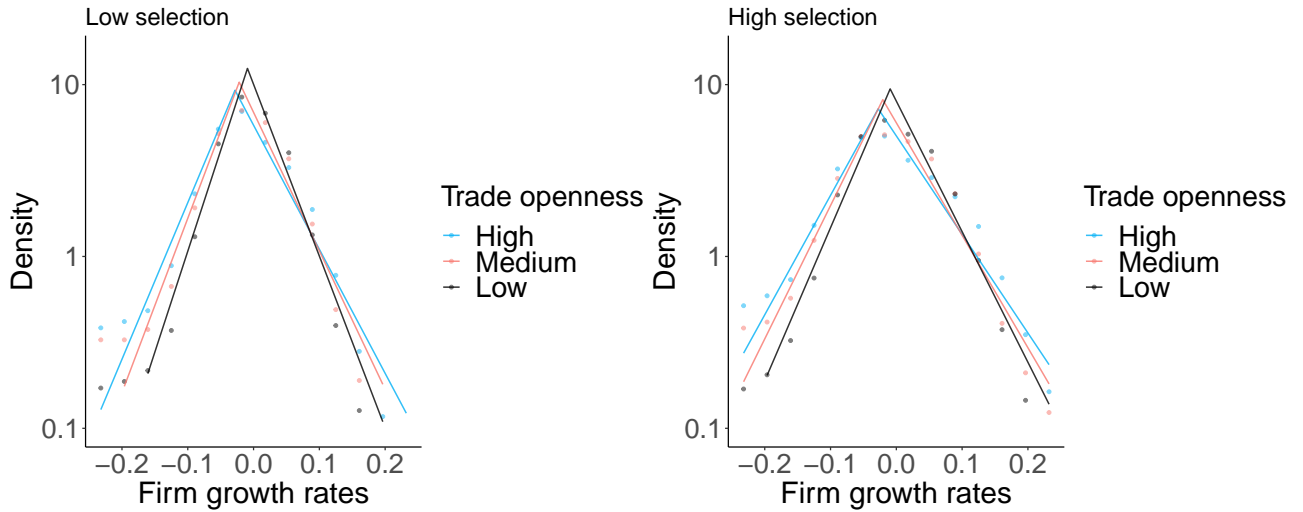 Low selection
10
1
0.1
Density
−0.2 −0.1 0.0 0.1 0.2
Firm growth rates
Trade openness
High
Medium
Low
High selection
10
1
0.1
Density
−0.2 −0.1 0.0 0.1 0.2
Firm growth rates
Trade openness
High
Medium
Low